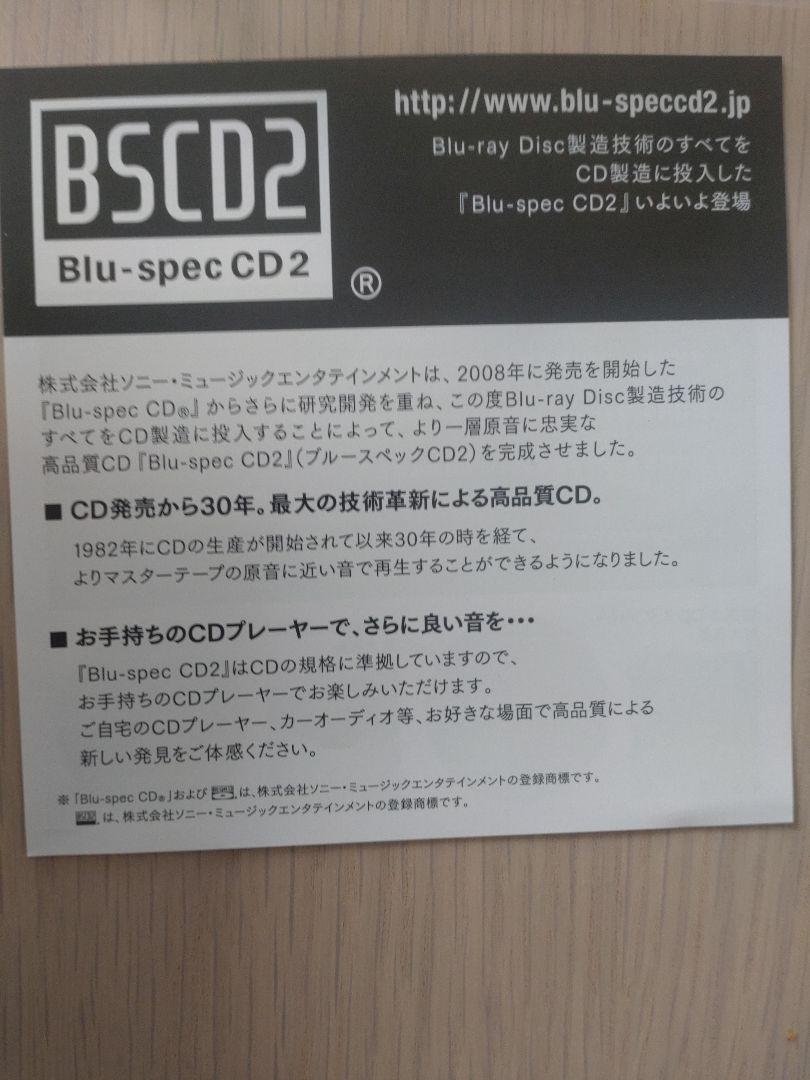 BSCD2
Blu-spec CD2
®
http://www.blu-speccd2.jp
Blu-ray Disc製造技術のすべてを
CD製造に投入した
『Blu-spec CD2』いよいよ登場
株式会社ソニー・ミュージックエンタテインメントは、2008年に発売を開始した
『Blu-spec CD®』からさらに研究開発を重ね、この度Blu-ray Disc製造技術の
すべてをCD製造に投入することによって、より一層原音に忠実な
高品質CD『Blu-spec CD2』(ブルースペックCD2)を完成させました。
■ CD発売から30年。最大の技術革新による高品質CD。
1982年にCDの生産が開始されて以来30年の時を経て、
よりマスターテープの原音に近い音で再生することができるようになりました。
■ お手持ちのCDプレーヤーで、さらに良い音を・・・
『Blu-spec CD2』はCDの規格に準拠していますので、
お手持ちのCDプレーヤーでお楽しみいただけます。
ご自宅のCDプレーヤー、カーオーディオ等、お好きな場面で高品質による
新しい発見をご体感ください。
※「Blu-spec CD®」および は、株式会社ソニー・ミュージックエンタテインメントの登録商標です。
は、株式会社ソニー・ミュージックエンタテインメントの登録商標です。